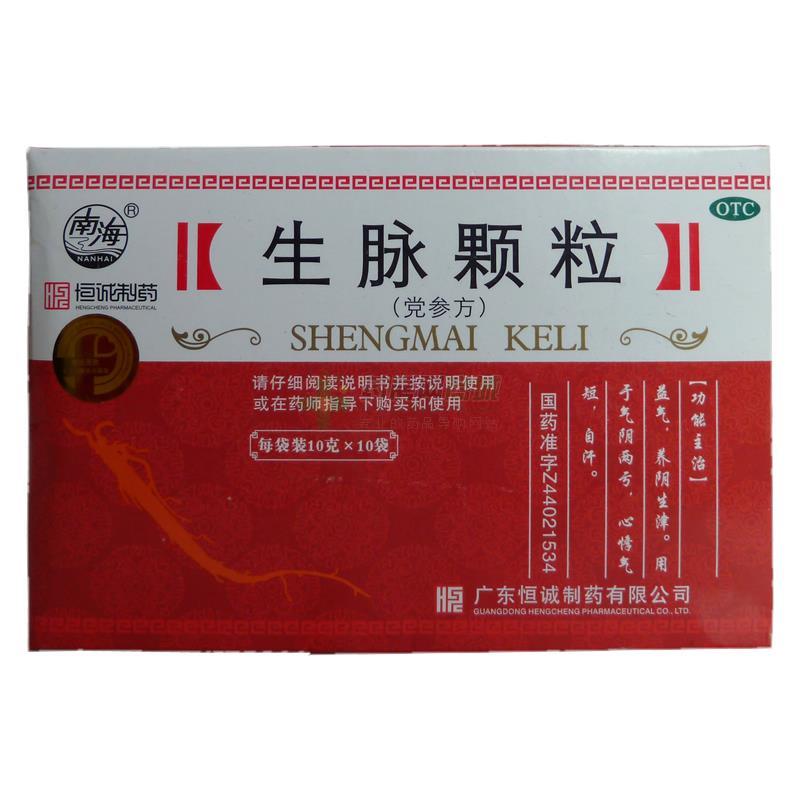 南海
®
NANHAI
恒诚制药
HENGCHENG PHARMACEUTICAL
OTC
生脉颗粒
(党参方)
SHENGMAI KELI
请仔细阅读说明书并按说明使用
或在药师指导下购买和使用
每袋装10克×10袋
【功能主治】
益气，养阴生津。用
于气阴两亏，心悸气
短，自汗。
国药准字Z44021534
广东恒诚制药有限公司
GUANGDONG HENGCHENG PHARMACEUTICAL CO., LTD.